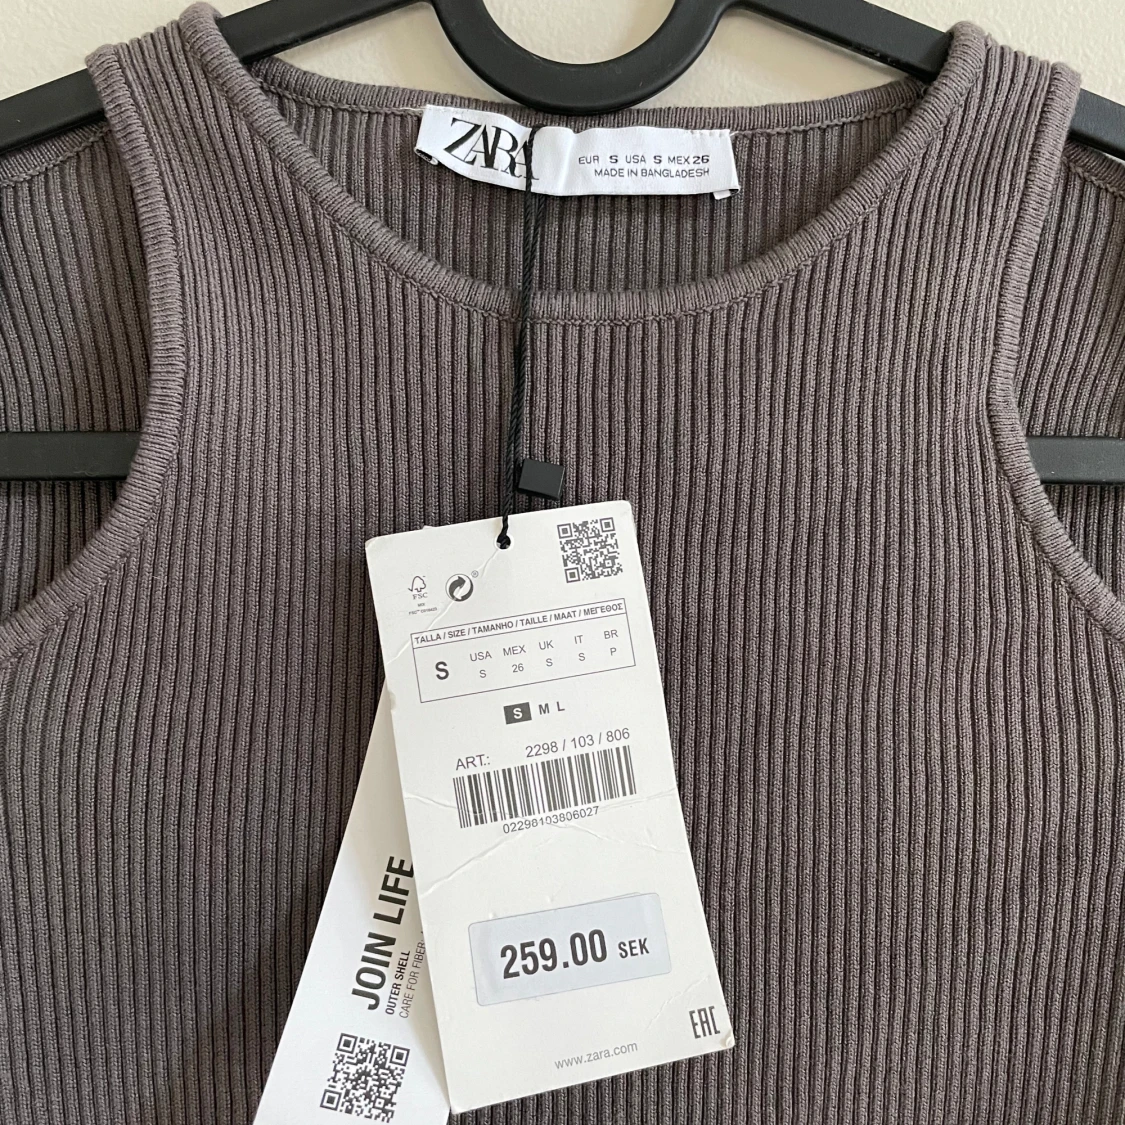 ZARA
EUR S USA S MEX 26
MADE IN BANGLADESH
FSC
®
TALLA / SIZE / TAMANHO / TAILLE / MAAT / ΜΕΓΕΘΟΣ
S USA MEX UK IT BR
S 26 S S P
S M L
ART.: 2298 / 103 / 806
02298103806027
259.00 SEK
EAC
www.zara.com
JOIN LIFE
OUTER SHELL
CARE FOR FIBER